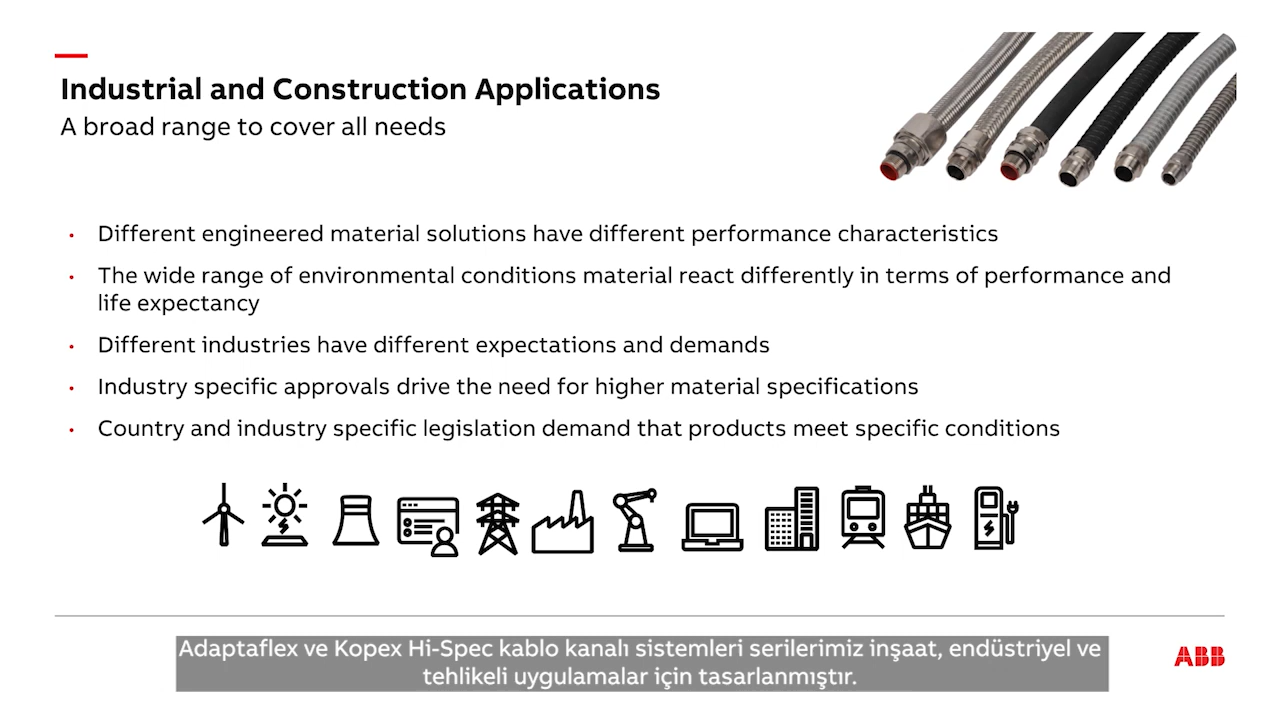 Industrial and Construction Applications
A broad range to cover all needs
• Different engineered material solutions have different performance characteristics
• The wide range of environmental conditions material react differently in terms of performance and
life expectancy
• Different industries have different expectations and demands
• Industry specific approvals drive the need for higher material specifications
• Country and industry specific legislation demand that products meet specific conditions
Adaptaflex ve Kopex Hi-Spec kablo kanalı sistemleri serilerimiz inşaat, endüstriyel ve
tehlikeli uygulamalar için tasarlanmıştır.
ABB